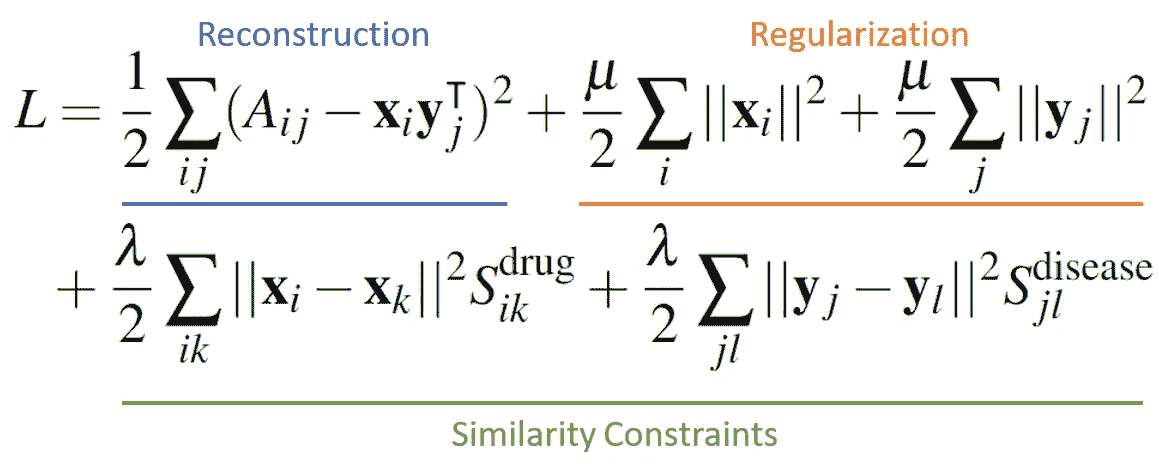 Reconstruction Regularization
L = \frac{1}{2} \sum_{ij} (A_{ij} - \mathbf{x}_i \mathbf{y}_j^\mathsf{T})^2 + \frac{\mu}{2} \sum_i ||\mathbf{x}_i||^2 + \frac{\mu}{2} \sum_j ||\mathbf{y}_j||^2
+ \frac{\lambda}{2} \sum_{ik} ||\mathbf{x}_i - \mathbf{x}_k||^2 S_{ik}^{\text{drug}} + \frac{\lambda}{2} \sum_{jl} ||\mathbf{y}_j - \mathbf{y}_l||^2 S_{jl}^{\text{disease}}
Similarity Constraints